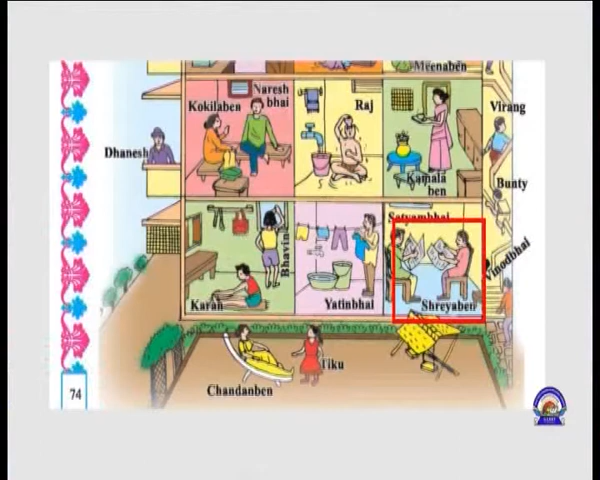 Meenaben
Naresh
bhai
Kokilaben
Raj
Virang
Dhanesh
Kamala
ben
Bunty
Satyambhai
Bhavin
Vinodbhai
Karan
Yatinbhai
Shreyaben
Tiku
Chandanben
74